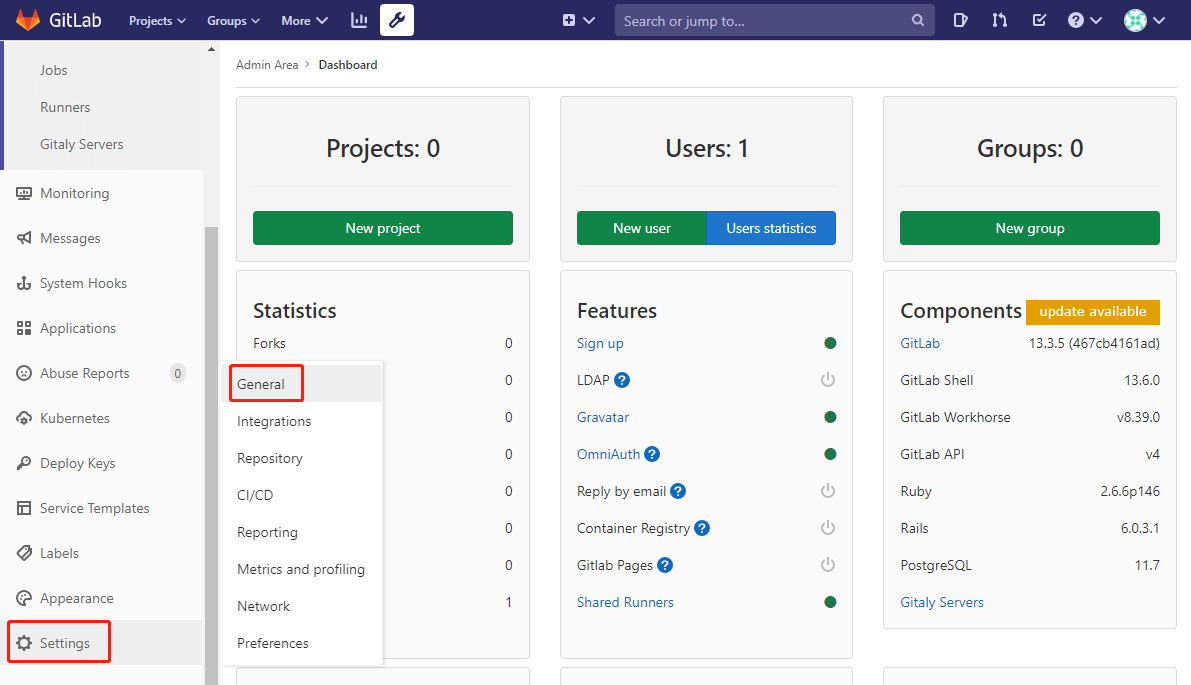 GitLab
Projects
Groups
More
Search or jump to...
Jobs
Runners
Gitaly Servers
Monitoring
Messages
System Hooks
Applications
Abuse Reports 0
Kubernetes
Deploy Keys
Service Templates
Labels
Appearance
Settings
General
Integrations
Repository
CI/CD
Reporting
Metrics and profiling
Network
Preferences
Admin Area > Dashboard
Projects: 0
New project
Users: 1
New user
Users statistics
Groups: 0
New group
Statistics
Forks 0
0
0
0
0
0
0
1
Features
Sign up
LDAP ?
Gravatar
OmniAuth ?
Reply by email ?
Container Registry ?
Gitlab Pages ?
Shared Runners
Components update available
GitLab 13.3.5 (467cb4161ad)
GitLab Shell 13.6.0
GitLab Workhorse v8.39.0
GitLab API v4
Ruby 2.6.6p146
Rails 6.0.3.1
PostgreSQL 11.7
Gitaly Servers